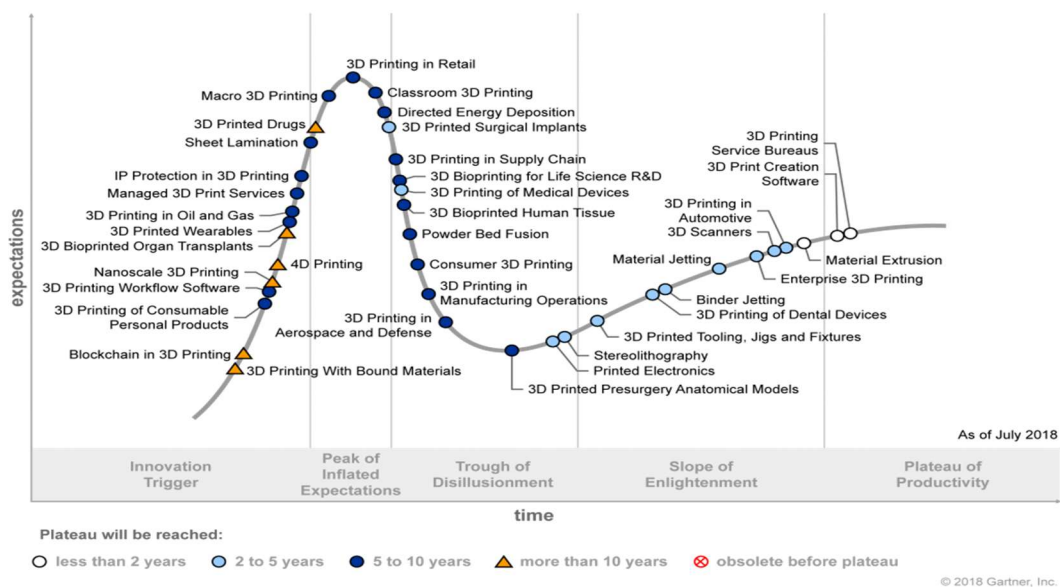 3D Printing in Retail
Macro 3D Printing
Classroom 3D Printing
Directed Energy Deposition
3D Printed Drugs
3D Printed Surgical Implants
Sheet Lamination
3D Printing in Supply Chain
IP Protection in 3D Printing
3D Bioprinting for Life Science R&D
Managed 3D Print Services
3D Printing of Medical Devices
3D Printing in Oil and Gas
3D Bioprinted Human Tissue
3D Printed Wearables
3D Bioprinted Organ Transplants
Powder Bed Fusion
4D Printing
Consumer 3D Printing
Nanoscale 3D Printing
3D Printing Workflow Software
3D Printing in
Manufacturing Operations
3D Printing of Consumable
Personal Products
3D Printing in
Aerospace and Defense
Blockchain in 3D Printing
3D Printing With Bound Materials
3D Printing
Service Bureaus
3D Print Creation
Software
3D Printing in
Automotive
3D Scanners
Material Jetting
Material Extrusion
Enterprise 3D Printing
Binder Jetting
3D Printing of Dental Devices
3D Printed Tooling, Jigs and Fixtures
Stereolithography
Printed Electronics
3D Printed Presurgery Anatomical Models
expectations
As of July 2018
Innovation
Trigger
Peak of
Inflated
Expectations
Trough of
Disillusionment
Slope of
Enlightenment
Plateau of
Productivity
time
Plateau will be reached:
less than 2 years
2 to 5 years
5 to 10 years
more than 10 years
obsolete before plateau
© 2018 Gartner, Inc.